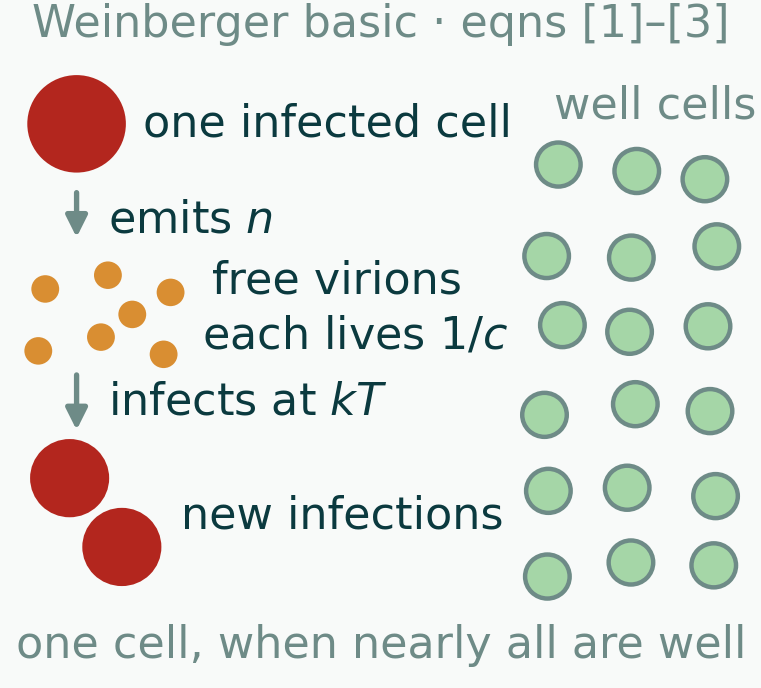 Weinberger basic · eqns [1]–[3]
one infected cell
well cells
emits n
free virions
each lives 1/c
infects at kT
new infections
one cell, when nearly all are well